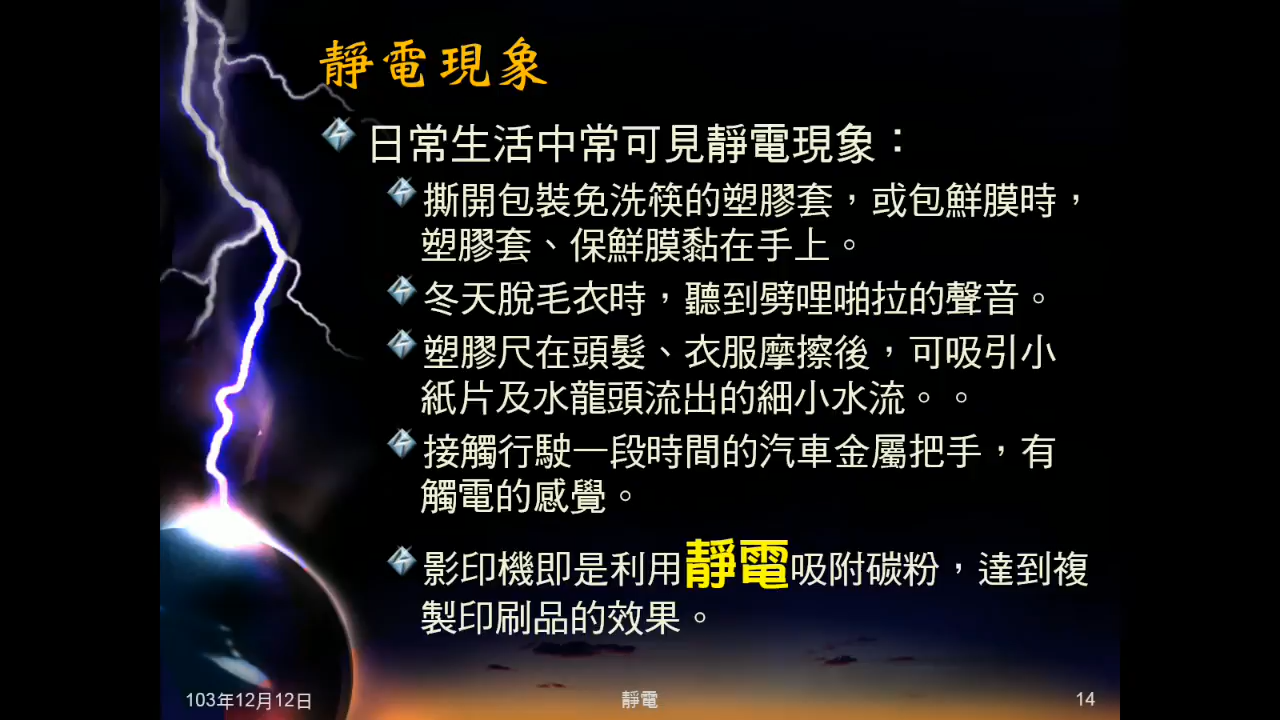 靜電現象
日常生活中常可見靜電現象：
撕開包裝免洗筷的塑膠套，或包鮮膜時，
塑膠套、保鮮膜黏在手上。
冬天脫毛衣時，聽到劈哩啪拉的聲音。
塑膠尺在頭髮、衣服摩擦後，可吸引小
紙片及水龍頭流出的細小水流。。
接觸行駛一段時間的汽車金屬把手，有
觸電的感覺。
影印機即是利用靜電吸附碳粉，達到複
製印刷品的效果。
103年12月12日
靜電
14